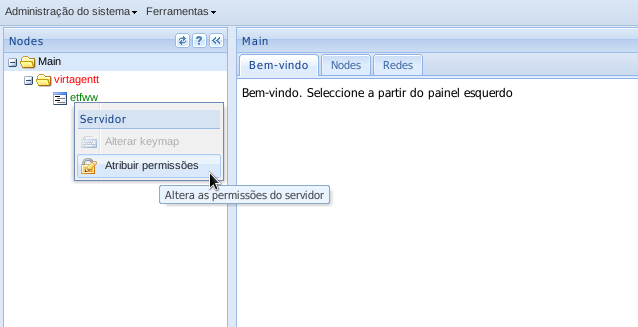 Administração do sistema Ferramentas
Nodes
Main
virtagentt
etfww
Servidor
Alterar keymap
Atribuir permissões
Altera as permissões do servidor
Main
Bem-vindo Nodes Redes
Bem-vindo. Seleccione a partir do painel esquerdo